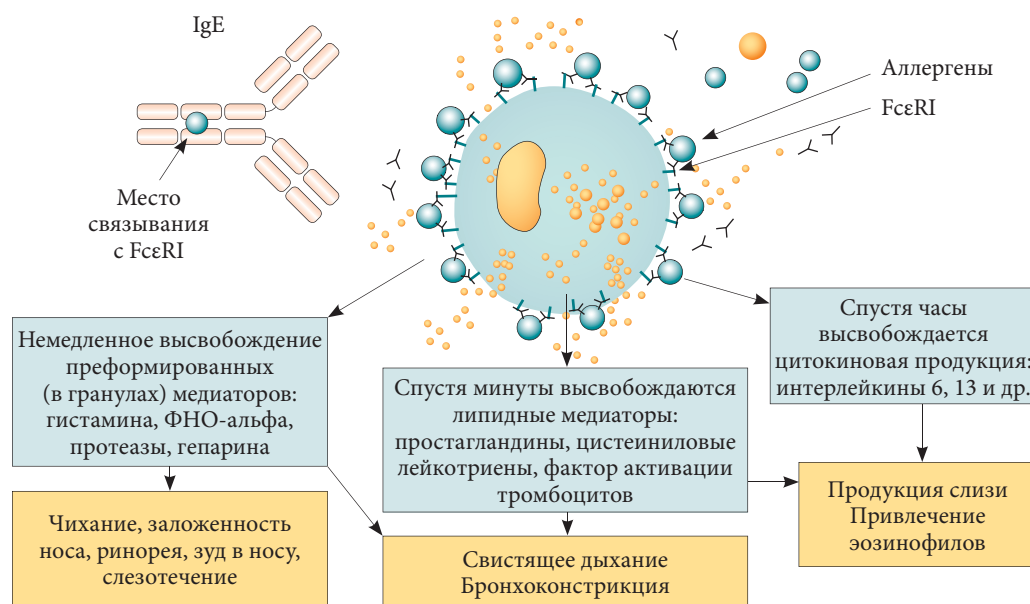 IgE
Аллергены
FcεRI
Место
связывания
с FcεRI
Немедленное высвобождение
преформированных
(в гранулах) медиаторов:
гистамина, ФНО-альфа,
протеазы, гепарина
Спустя минуты высвобождаются
липидные медиаторы:
простагландины, цистеиниловые
лейкотриены, фактор активации
тромбоцитов
Спустя часы
высвобождается
цитокиновая продукция:
интерлейкины 6, 13 и др.
Чихание, заложенность
носа, ринорея, зуд в носу,
слезотечение
Свистящее дыхание
Бронхоконстрикция
Продукция слизи
Привлечение
эозинофилов